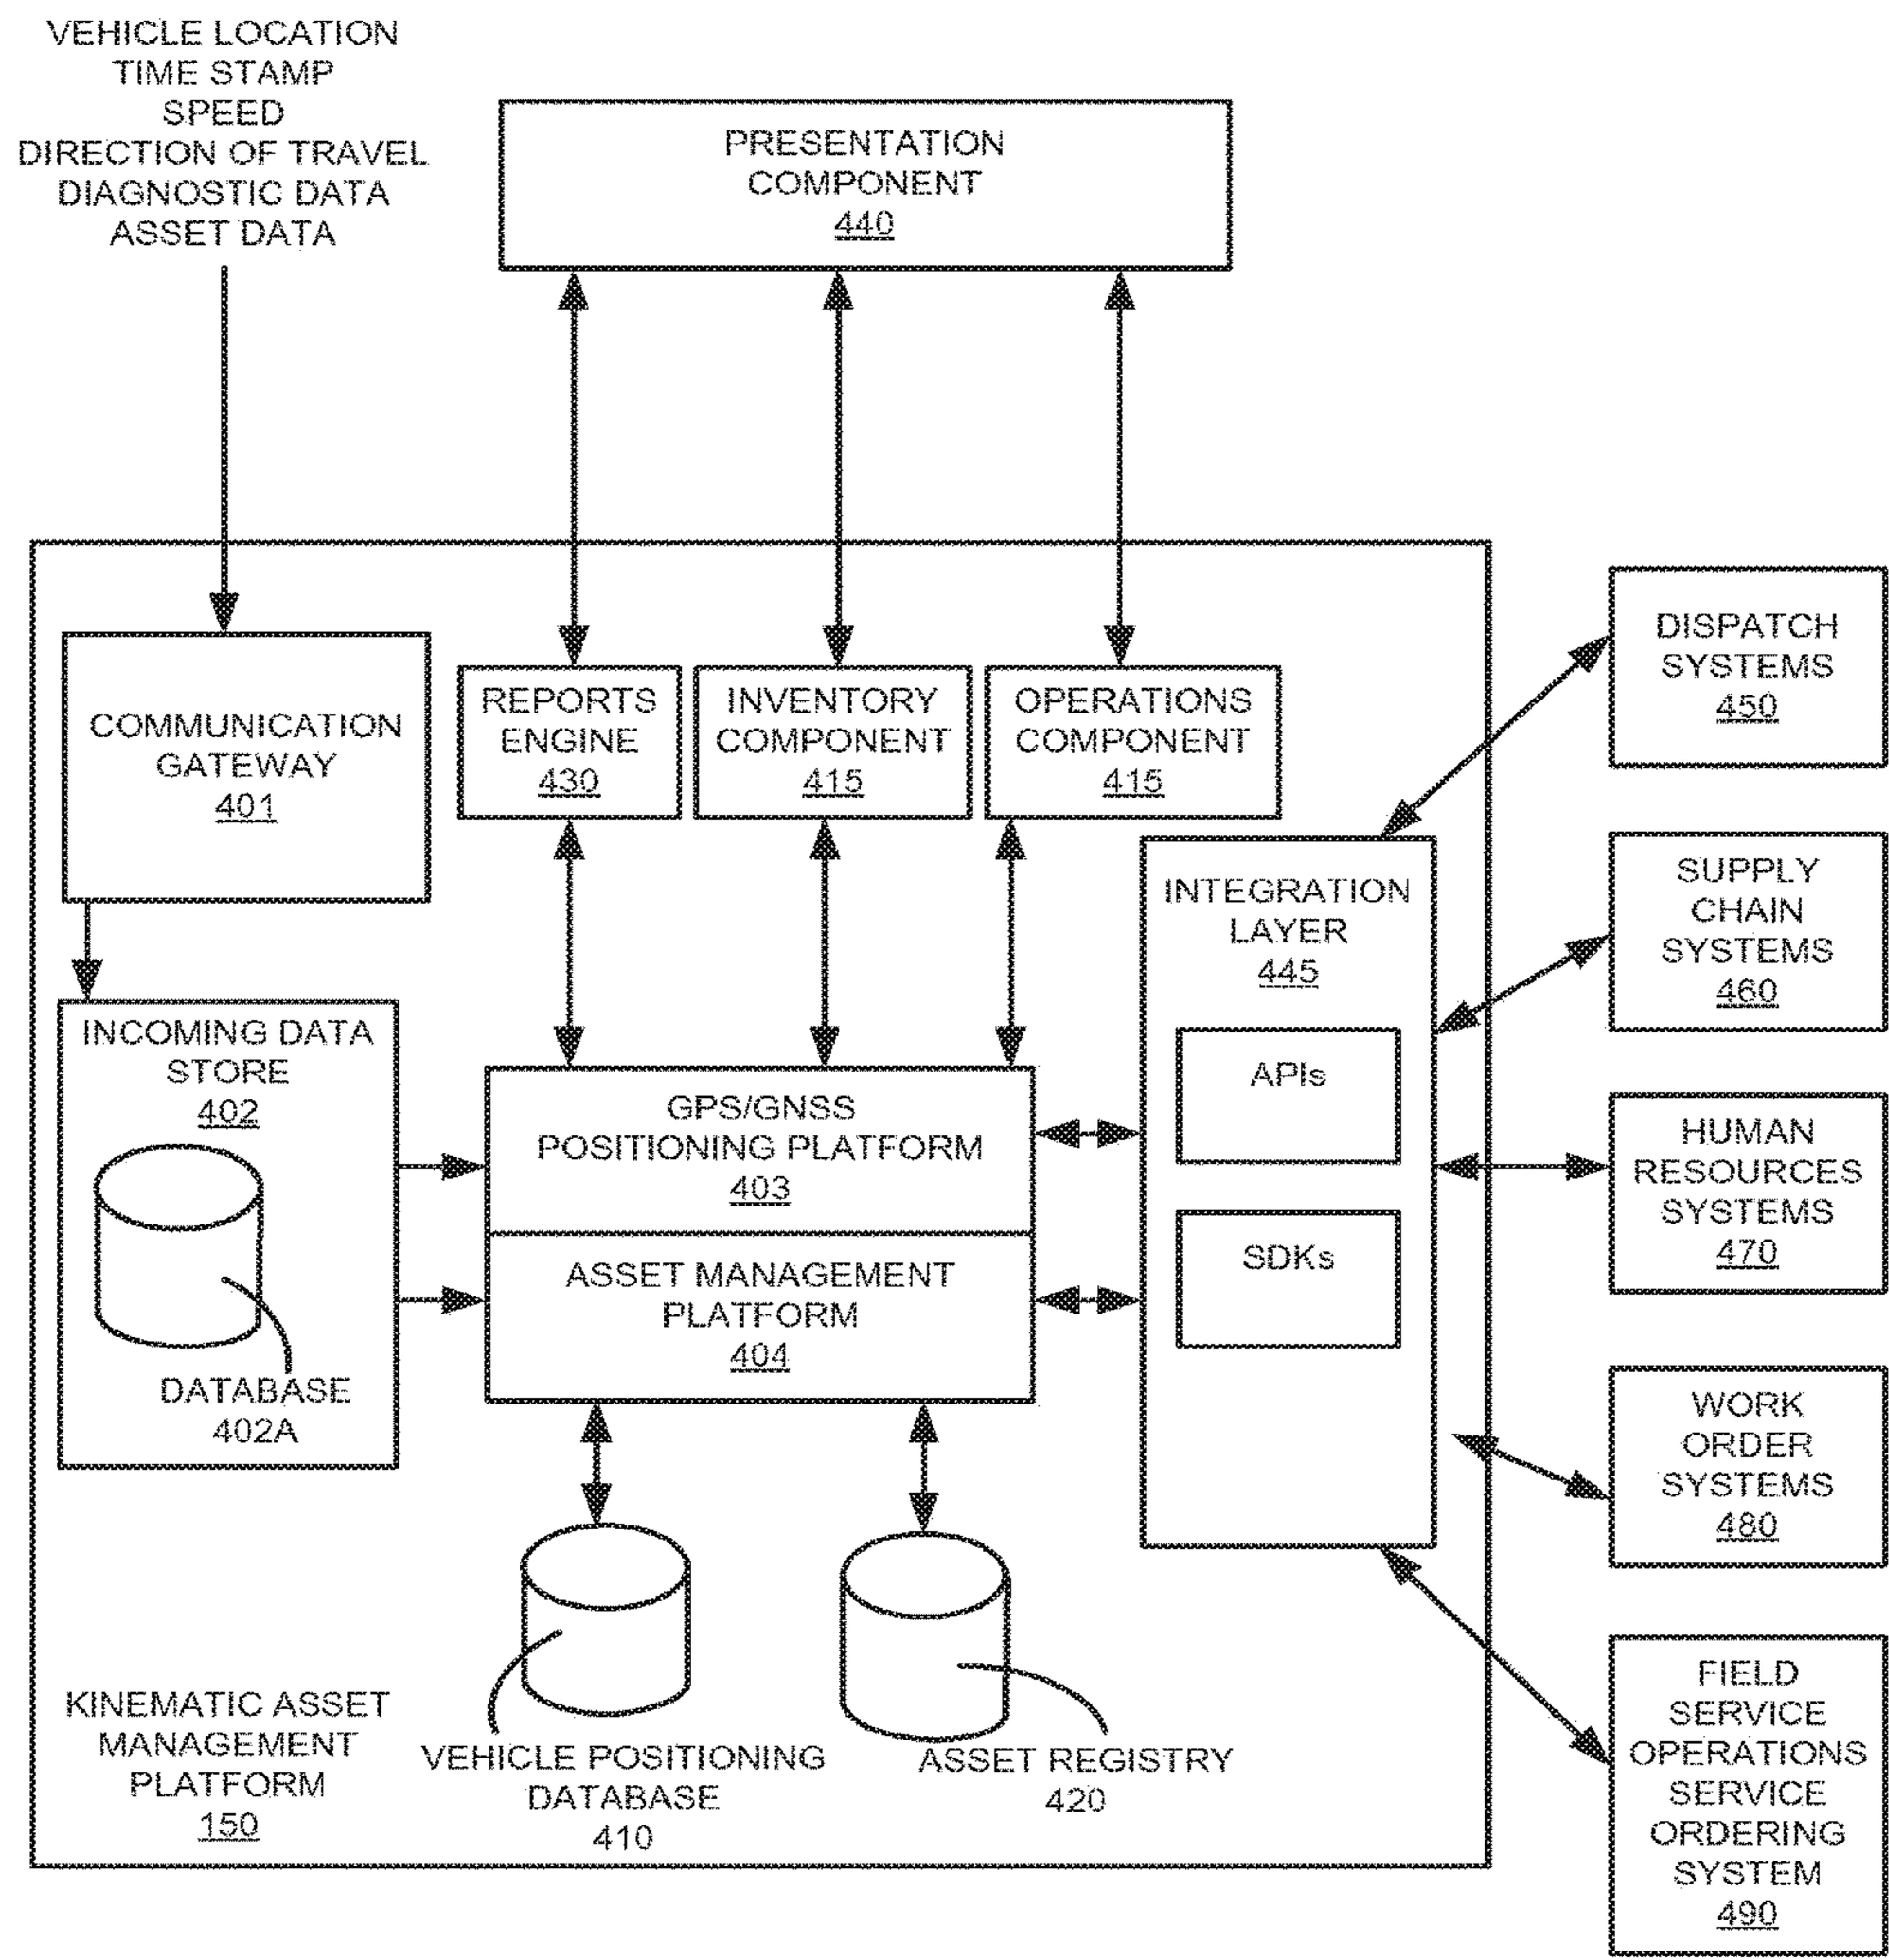 VEHICLE LOCATION
TIME STAMP
SPEED
DIRECTION OF TRAVEL
DIAGNOSTIC DATA
ASSET DATA
PRESENTATION
COMPONENT
440
COMMUNICATION
GATEWAY
401
REPORTS
ENGINE
430
INVENTORY
COMPONENT
415
OPERATIONS
COMPONENT
415
INCOMING DATA
STORE
402
DATABASE
402A
GPS/GNSS
POSITIONING PLATFORM
403
ASSET MANAGEMENT
PLATFORM
404
INTEGRATION
LAYER
445
APIs
SDKs
DISPATCH
SYSTEMS
450
SUPPLY
CHAIN
SYSTEMS
460
HUMAN
RESOURCES
SYSTEMS
470
WORK
ORDER
SYSTEMS
480
FIELD
SERVICE
OPERATIONS
SERVICE
ORDERING
SYSTEM
490
KINEMATIC ASSET
MANAGEMENT
PLATFORM
150
VEHICLE POSITIONING
DATABASE
410
ASSET REGISTRY
420